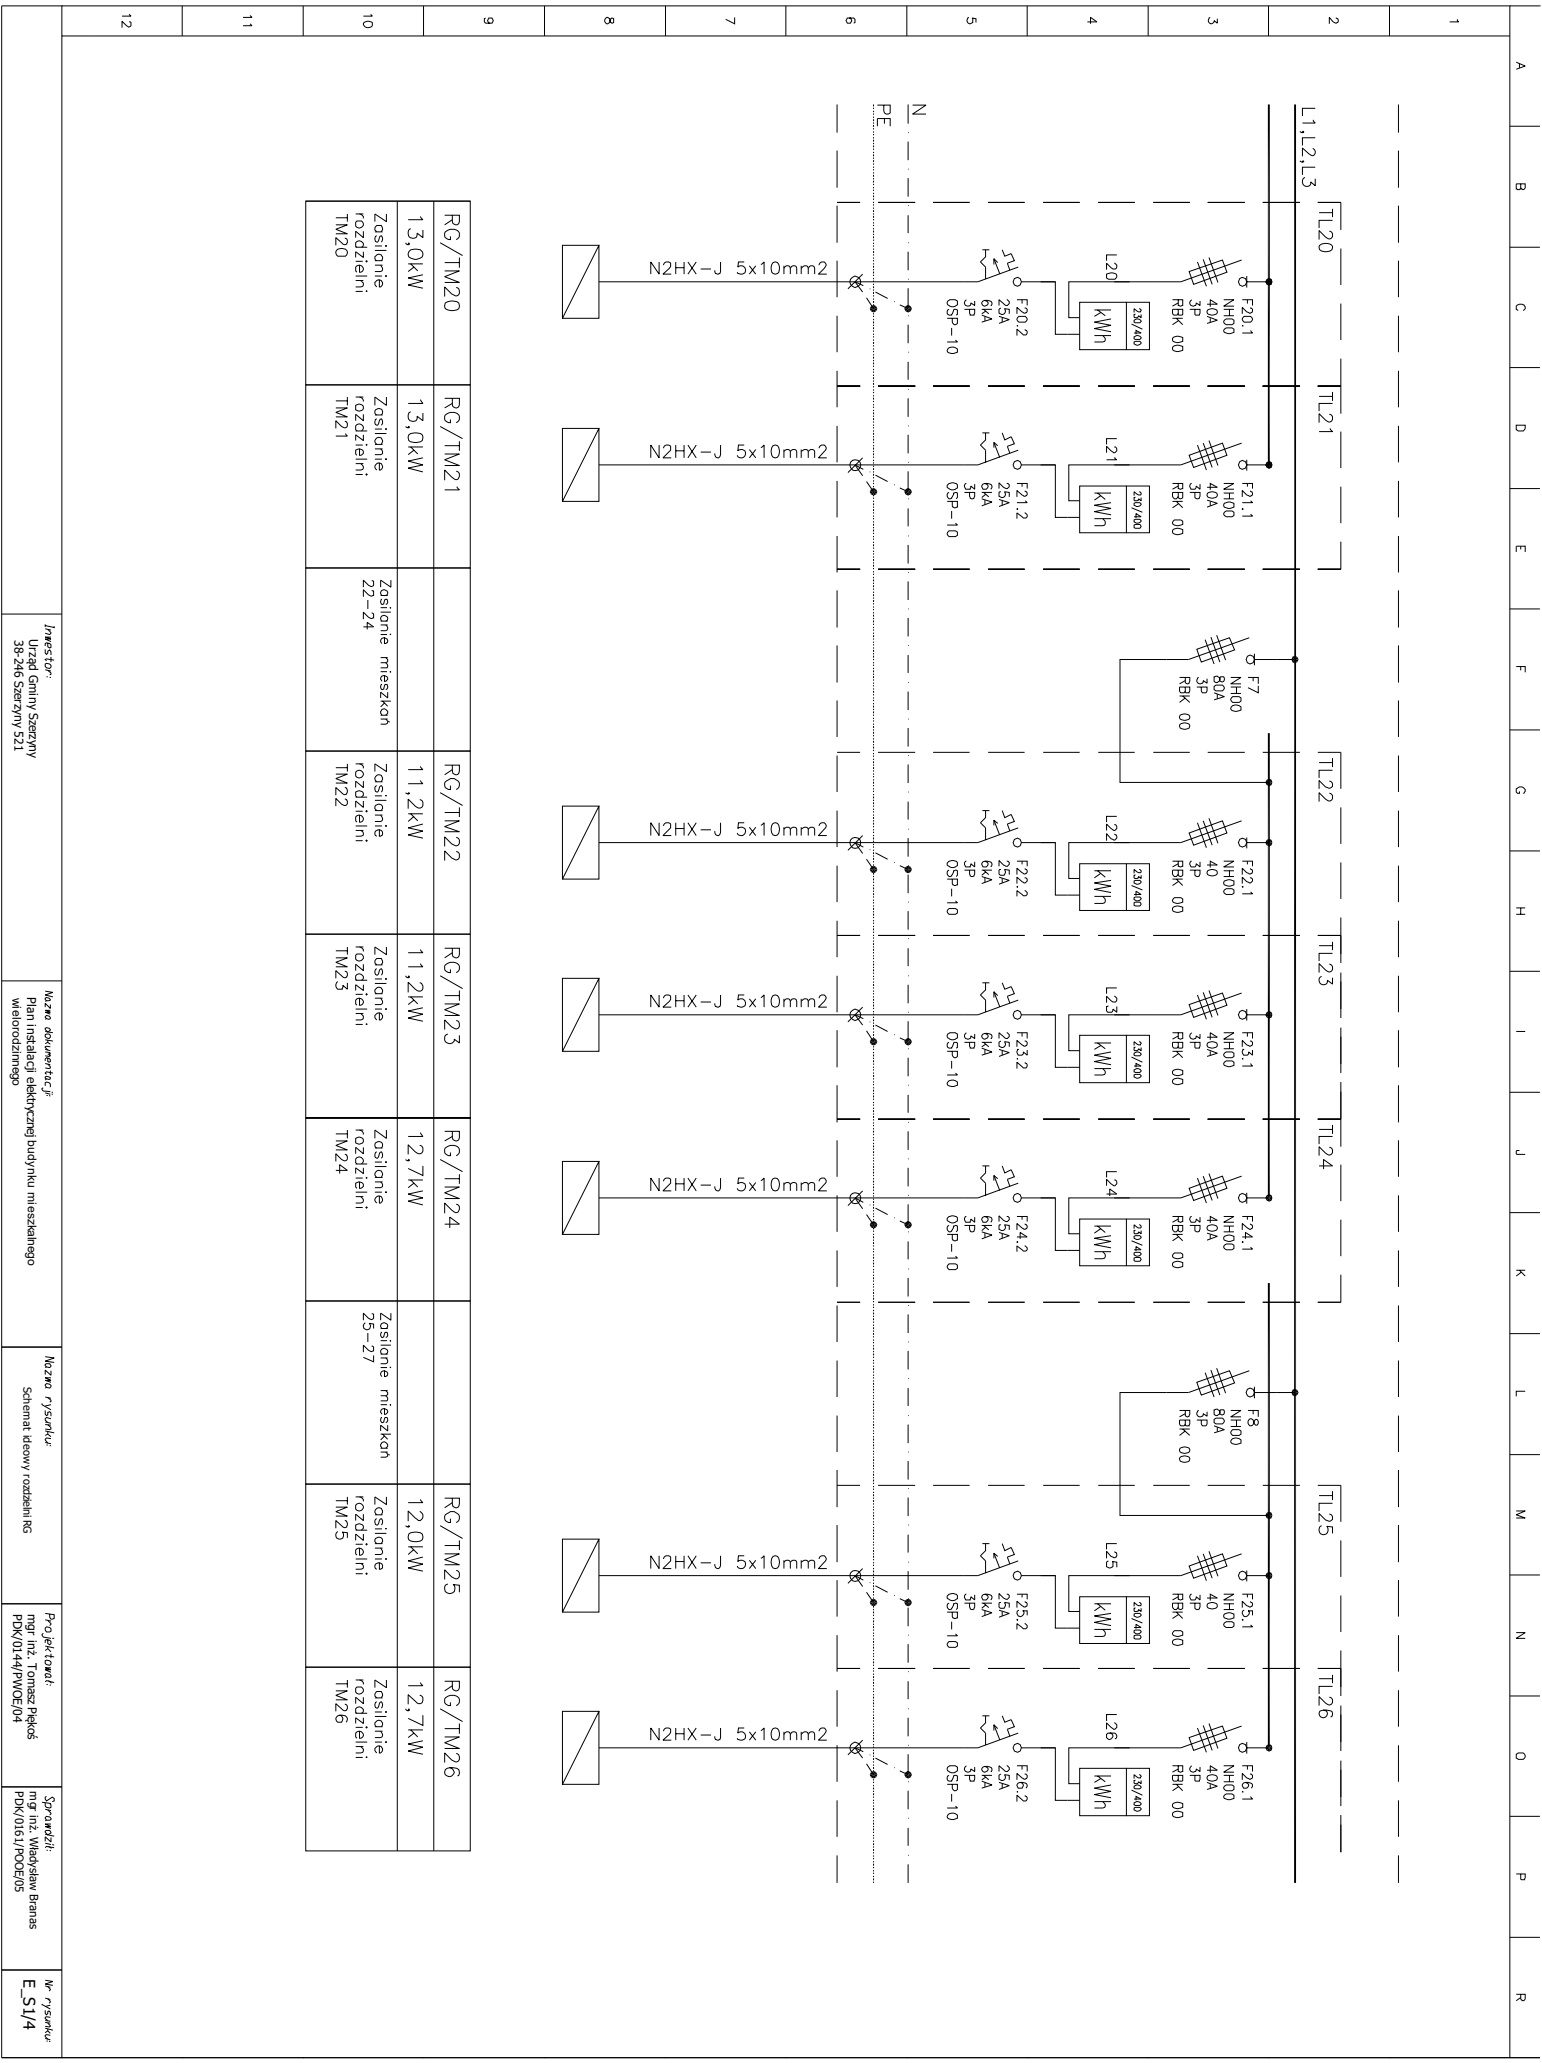 1
2
3
4
5
6
7
8
9
10
11
12
A
B
C
D
E
F
G
H
I
J
K
L
M
N
O
P
R
L1,L2,L3
N
PE
TL20
F20.1
NH00
40A
3P
RBK 00
L20
230/400
kWh
F20.2
25A
6kA
3P
OSP-10
N2HX-J 5x10mm2
TL21
F21.1
NH00
40A
3P
RBK 00
L21
230/400
kWh
F21.2
25A
6kA
3P
OSP-10
N2HX-J 5x10mm2
F7
NH00
80A
3P
RBK 00
TL22
F22.1
NH00
40
3P
RBK 00
L22
230/400
kWh
F22.2
25A
6kA
3P
OSP-10
N2HX-J 5x10mm2
TL23
F23.1
NH00
40A
3P
RBK 00
L23
230/400
kWh
F23.2
25A
6kA
3P
OSP-10
N2HX-J 5x10mm2
TL24
F24.1
NH00
40A
3P
RBK 00
L24
230/400
kWh
F24.2
25A
6kA
3P
OSP-10
N2HX-J 5x10mm2
F8
NH00
80A
3P
RBK 00
TL25
F25.1
NH00
40
3P
RBK 00
L25
230/400
kWh
F25.2
25A
6kA
3P
OSP-10
N2HX-J 5x10mm2
TL26
F26.1
NH00
40A
3P
RBK 00
L26
230/400
kWh
F26.2
25A
6kA
3P
OSP-10
N2HX-J 5x10mm2
RG/TM20
13,0kW
Zasilanie
rozdzielni
TM20
RG/TM21
13,0kW
Zasilanie
rozdzielni
TM21
Zasilanie mieszkań
22-24
RG/TM22
11,2kW
Zasilanie
rozdzielni
TM22
RG/TM23
11,2kW
Zasilanie
rozdzielni
TM23
RG/TM24
12,7kW
Zasilanie
rozdzielni
TM24
Zasilanie mieszkań
25-27
RG/TM25
12,0kW
Zasilanie
rozdzielni
TM25
RG/TM26
12,7kW
Zasilanie
rozdzielni
TM26
Inwestor:
Urząd Gminy Szerzyny
38-246 Szerzyny 521
Nazwa dokumentacji:
Plan instalacji elektrycznej budynku mieszkalnego
wielorodzinnego
Nazwa rysunku:
Schemat ideowy rozdzielni RG
Projektował:
mgr inż. Tomasz Piękoś
PDK/0144/PWOE/04
Sprawdził:
mgr inż. Władysław Branas
PDK/0161/POOE/05
Nr rysunku:
E_S1/4